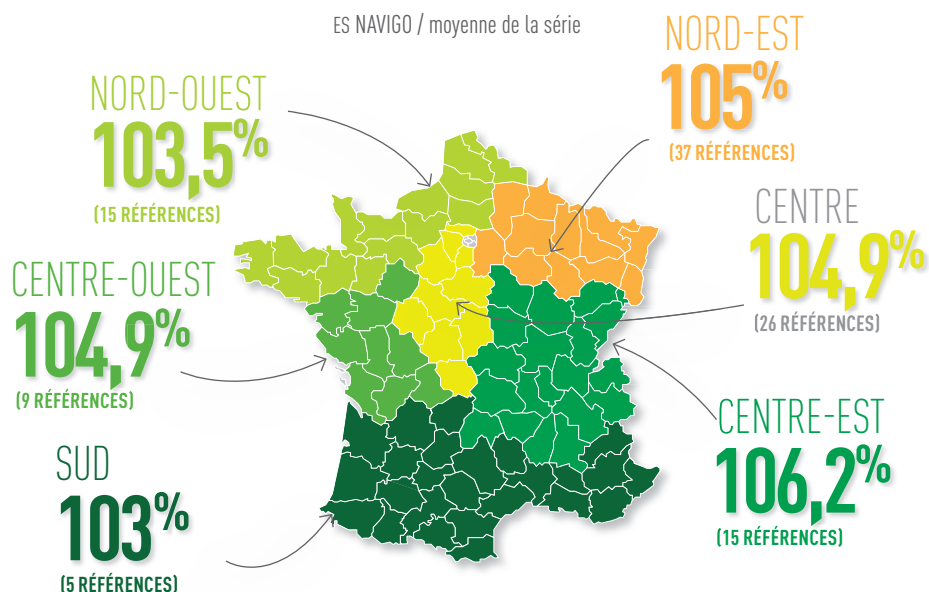 ES NAVIGO / moyenne de la série
NORD-OUEST
103,5%
(15 RÉFÉRENCES)
NORD-EST
105%
(37 RÉFÉRENCES)
CENTRE
104,9%
(26 RÉFÉRENCES)
CENTRE-OUEST
104,9%
(9 RÉFÉRENCES)
CENTRE-EST
106,2%
(15 RÉFÉRENCES)
SUD
103%
(5 RÉFÉRENCES)